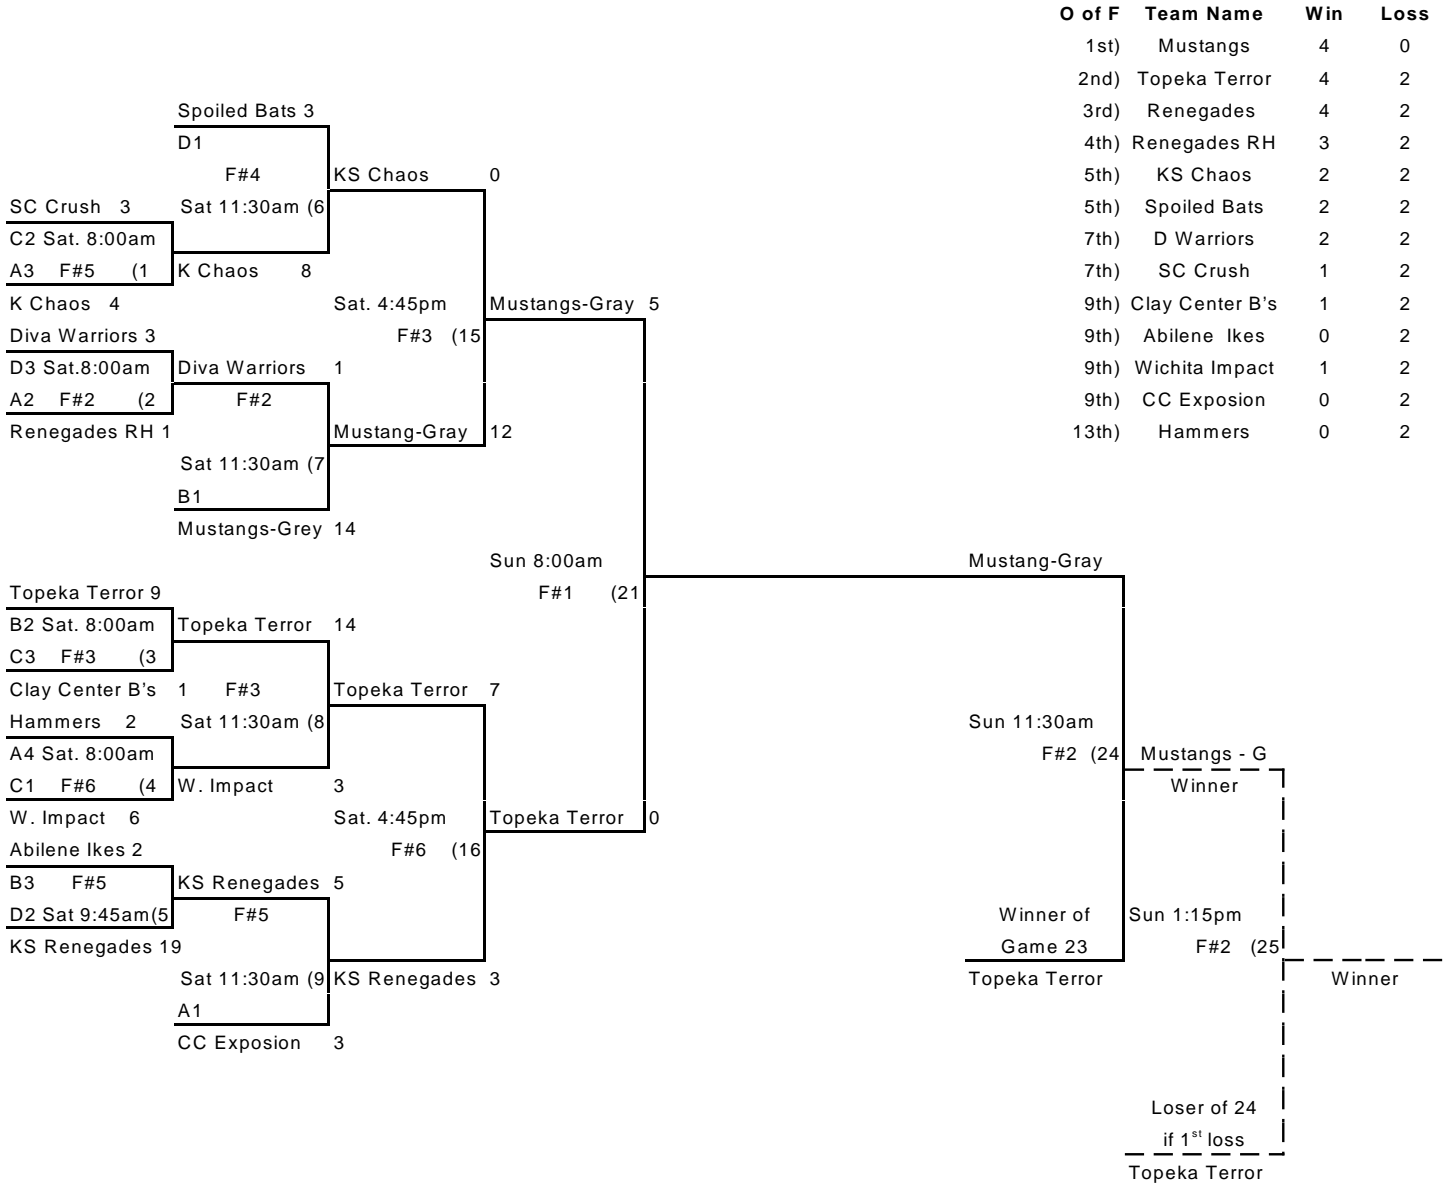 O of F Team Name Win Loss
1st) Mustangs 4 0
2nd) Topeka Terror 4 2
3rd) Renegades 4 2
4th) Renegades RH 3 2
5th) KS Chaos 2 2
5th) Spoiled Bats 2 2
7th) D Warriors 2 2
7th) SC Crush 1 2
9th) Clay Center B's 1 2
9th) Abilene Ikes 0 2
9th) Wichita Impact 1 2
9th) CC Exposion 0 2
13th) Hammers 0 2
Spoiled Bats 3
D1
F#4
Sat 11:30am (6
SC Crush 3
C2 Sat. 8:00am
A3 F#5 (1
K Chaos 4
K Chaos 8
KS Chaos 0
Diva Warriors 3
D3 Sat.8:00am
A2 F#2 (2
Renegades RH 1
Diva Warriors 1
F#2
Sat 11:30am (7
B1
Mustangs-Grey 14
Sat. 4:45pm
F#3 (15
Mustang-Gray 12
Mustangs-Gray 5
Sun 8:00am
F#1 (21
Topeka Terror 9
B2 Sat. 8:00am
C3 F#3 (3
Clay Center B's 1
Topeka Terror 14
F#3
Sat 11:30am (8
Hammers 2
A4 Sat. 8:00am
C1 F#6 (4
W. Impact 6
W. Impact 3
Topeka Terror 7
Sat. 4:45pm
F#6 (16
Topeka Terror 0
Abilene Ikes 2
B3 F#5
D2 Sat 9:45am(5
KS Renegades 19
KS Renegades 5
F#5
Sat 11:30am (9
A1
CC Exposion 3
KS Renegades 3
Mustang-Gray
Sun 11:30am
F#2 (24
Winner of
Game 23
Topeka Terror
Mustangs - G
Winner
Sun 1:15pm
F#2 (25
Winner
Loser of 24
if 1st loss
Topeka Terror